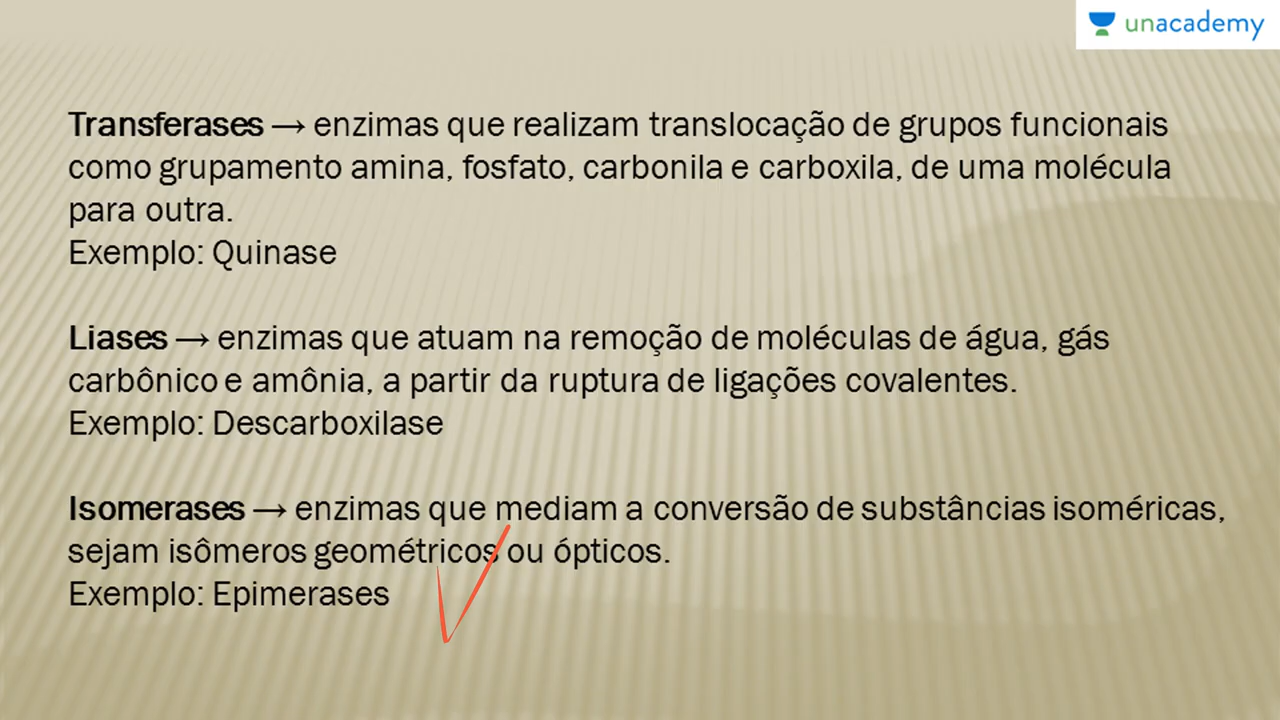 unacademy
Transferases → enzimas que realizam translocação de grupos funcionais
como grupamento amina, fosfato, carbonila e carboxila, de uma molécula
para outra.
Exemplo: Quinase
Liases → enzimas que atuam na remoção de moléculas de água, gás
carbônico e amônia, a partir da ruptura de ligações covalentes.
Exemplo: Descarboxilase
Isomerases → enzimas que mediam a conversão de substâncias isoméricas,
sejam isômeros geométricos ou ópticos.
Exemplo: Epimerases